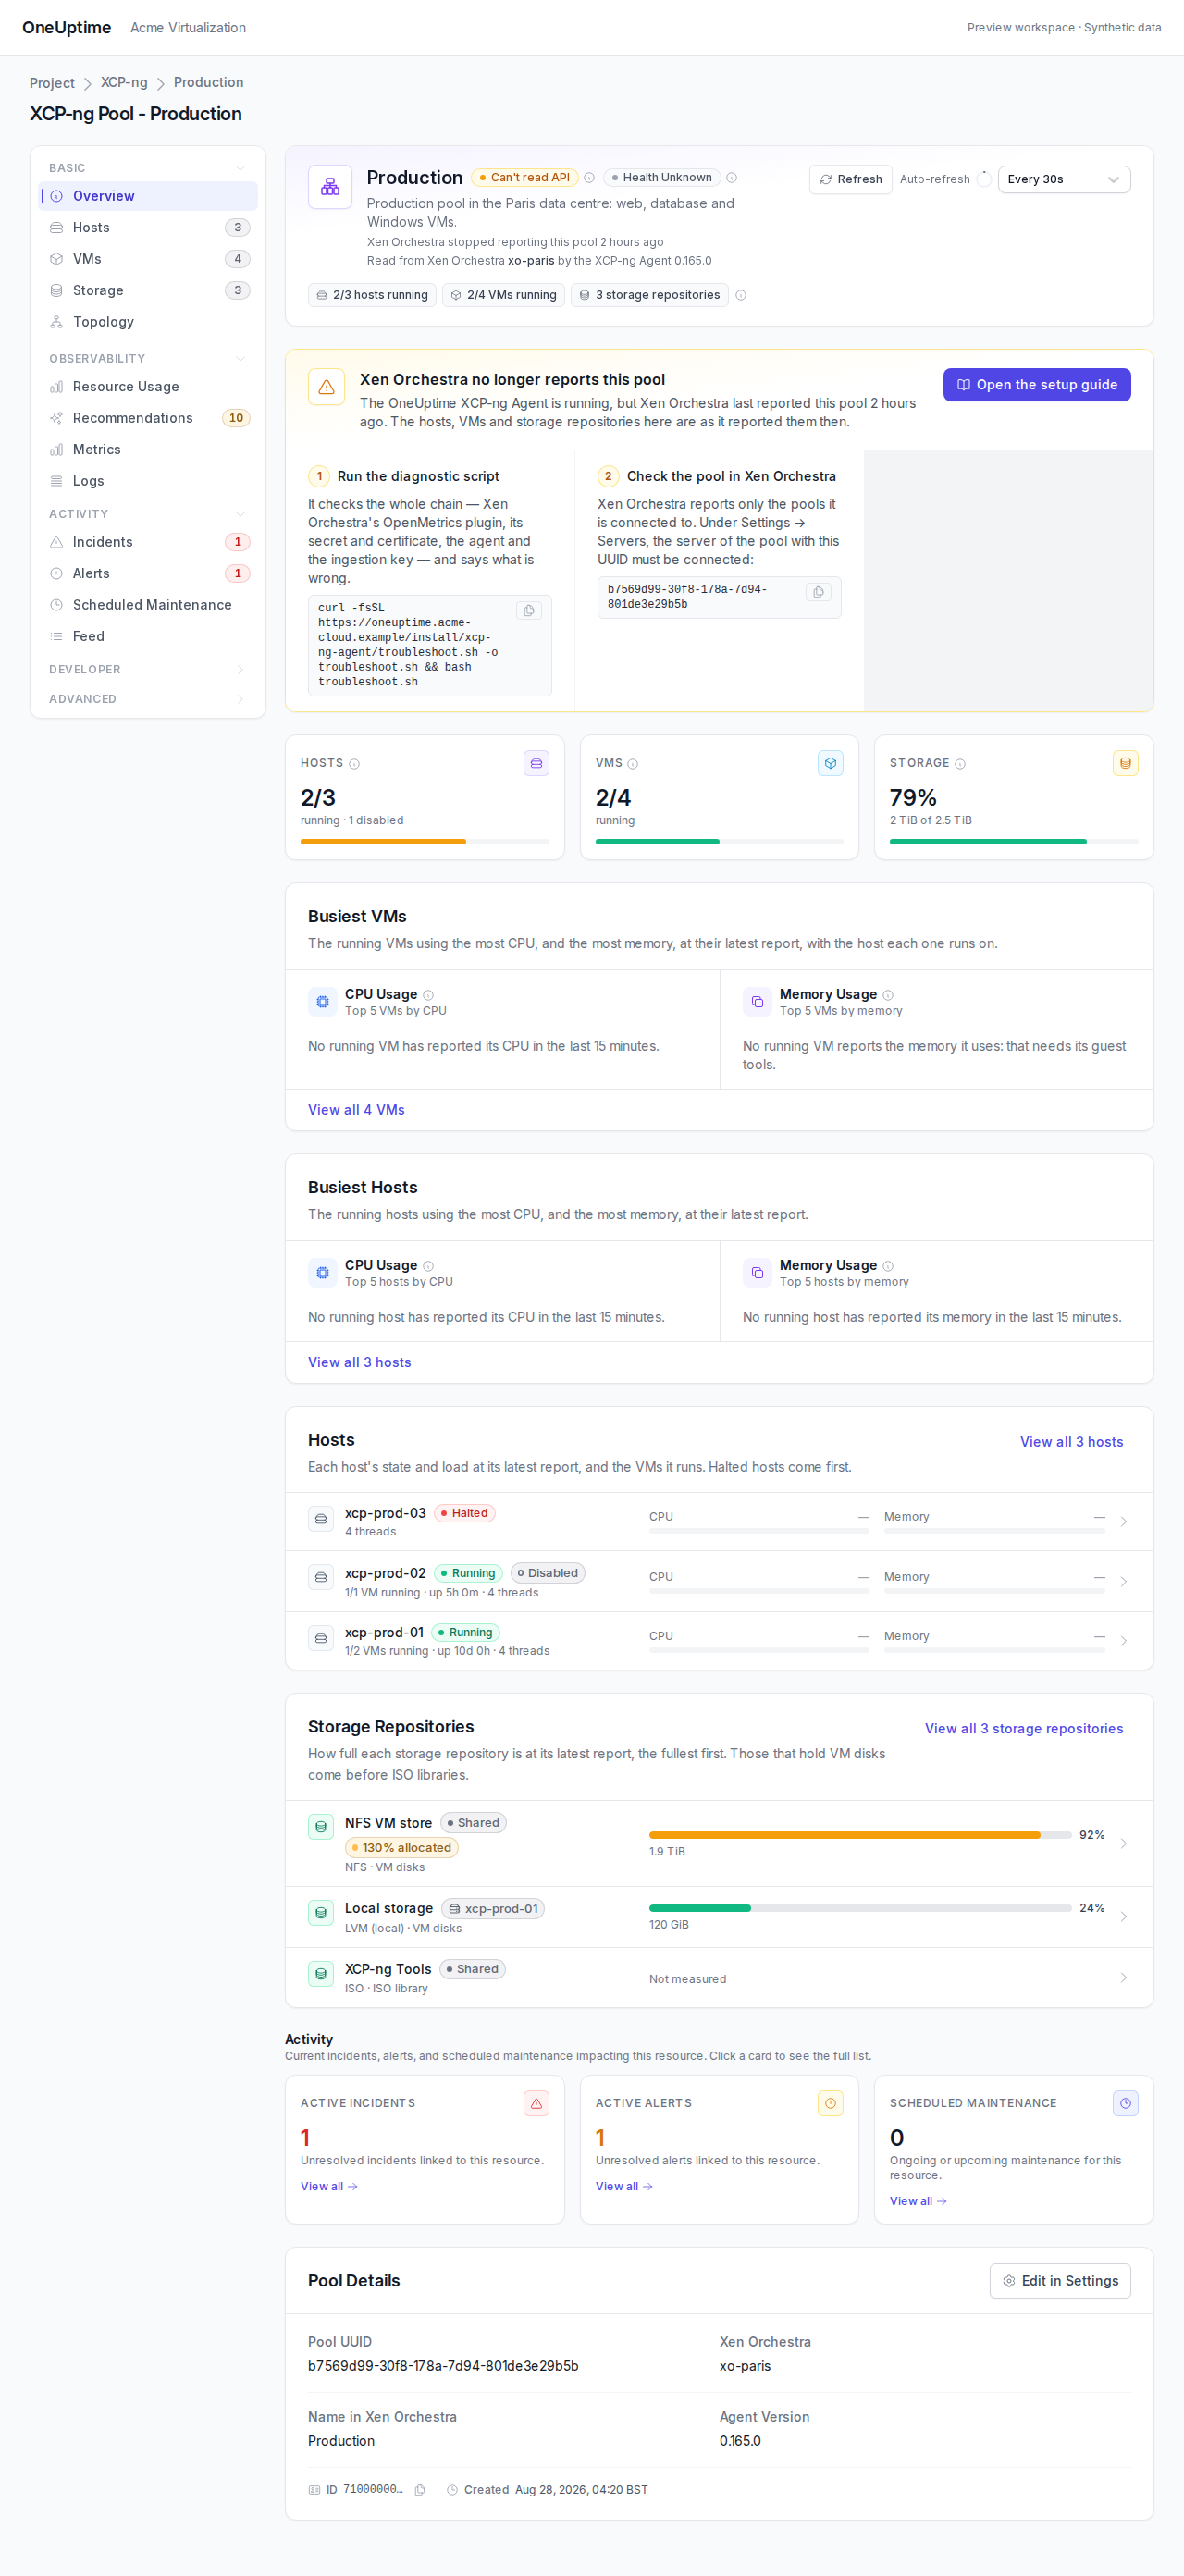 OneUptime
Acme Virtualization
Preview workspace · Synthetic data
Project
XCP-ng
Production
XCP-ng Pool - Production
BASIC
Overview
Hosts
3
VMs
4
Storage
3
Topology
OBSERVABILITY
Resource Usage
Recommendations
10
Metrics
Logs
ACTIVITY
Incidents
1
Alerts
1
Scheduled Maintenance
Feed
DEVELOPER
ADVANCED
Production
Can't read API
Health Unknown
Refresh
Auto-refresh
Every 30s
Production pool in the Paris data centre: web, database and
Windows VMs.
Xen Orchestra stopped reporting this pool 2 hours ago
Read from Xen Orchestra xo-paris by the XCP-ng Agent 0.165.0
2/3 hosts running
2/4 VMs running
3 storage repositories
Xen Orchestra no longer reports this pool
The OneUptime XCP-ng Agent is running, but Xen Orchestra last reported this pool 2 hours
ago. The hosts, VMs and storage repositories here are as it reported them then.
Open the setup guide
1
Run the diagnostic script
It checks the whole chain — Xen
Orchestra's OpenMetrics plugin, its
secret and certificate, the agent and
the ingestion key — and says what is
wrong.
curl -fsSL
https://oneuptime.acme-
cloud.example/install/xcp-
ng-agent/troubleshoot.sh -o
troubleshoot.sh && bash
troubleshoot.sh
2
Check the pool in Xen Orchestra
Xen Orchestra reports only the pools it
is connected to. Under Settings →
Servers, the server of the pool with this
UUID must be connected:
b7569d99-30f8-178a-7d94-
801de3e29b5b
HOSTS
2/3
running · 1 disabled
VMS
2/4
running
STORAGE
79%
2 TiB of 2.5 TiB
Busiest VMs
The running VMs using the most CPU, and the most memory, at their latest report, with the host each one runs on.
CPU Usage
Top 5 VMs by CPU
No running VM has reported its CPU in the last 15 minutes.
Memory Usage
Top 5 VMs by memory
No running VM reports the memory it uses: that needs its guest
tools.
View all 4 VMs
Busiest Hosts
The running hosts using the most CPU, and the most memory, at their latest report.
CPU Usage
Top 5 hosts by CPU
No running host has reported its CPU in the last 15 minutes.
Memory Usage
Top 5 hosts by memory
No running host has reported its memory in the last 15 minutes.
View all 3 hosts
Hosts
View all 3 hosts
Each host's state and load at its latest report, and the VMs it runs. Halted hosts come first.
xcp-prod-03
Halted
4 threads
CPU
—
Memory
—
xcp-prod-02
Running
Disabled
1/1 VM running · up 5h 0m · 4 threads
CPU
—
Memory
—
xcp-prod-01
Running
1/2 VMs running · up 10d 0h · 4 threads
CPU
—
Memory
—
Storage Repositories
View all 3 storage repositories
How full each storage repository is at its latest report, the fullest first. Those that hold VM disks
come before ISO libraries.
NFS VM store
Shared
130% allocated
NFS · VM disks
92%
1.9 TiB
Local storage
xcp-prod-01
LVM (local) · VM disks
24%
120 GiB
XCP-ng Tools
Shared
ISO · ISO library
Not measured
Activity
Current incidents, alerts, and scheduled maintenance impacting this resource. Click a card to see the full list.
ACTIVE INCIDENTS
1
Unresolved incidents linked to this resource.
View all →
ACTIVE ALERTS
1
Unresolved alerts linked to this resource.
View all →
SCHEDULED MAINTENANCE
0
Ongoing or upcoming maintenance for this
resource.
View all →
Pool Details
Edit in Settings
Pool UUID
b7569d99-30f8-178a-7d94-801de3e29b5b
Xen Orchestra
xo-paris
Name in Xen Orchestra
Production
Agent Version
0.165.0
ID 71000000…
Created Aug 28, 2026, 04:20 BST